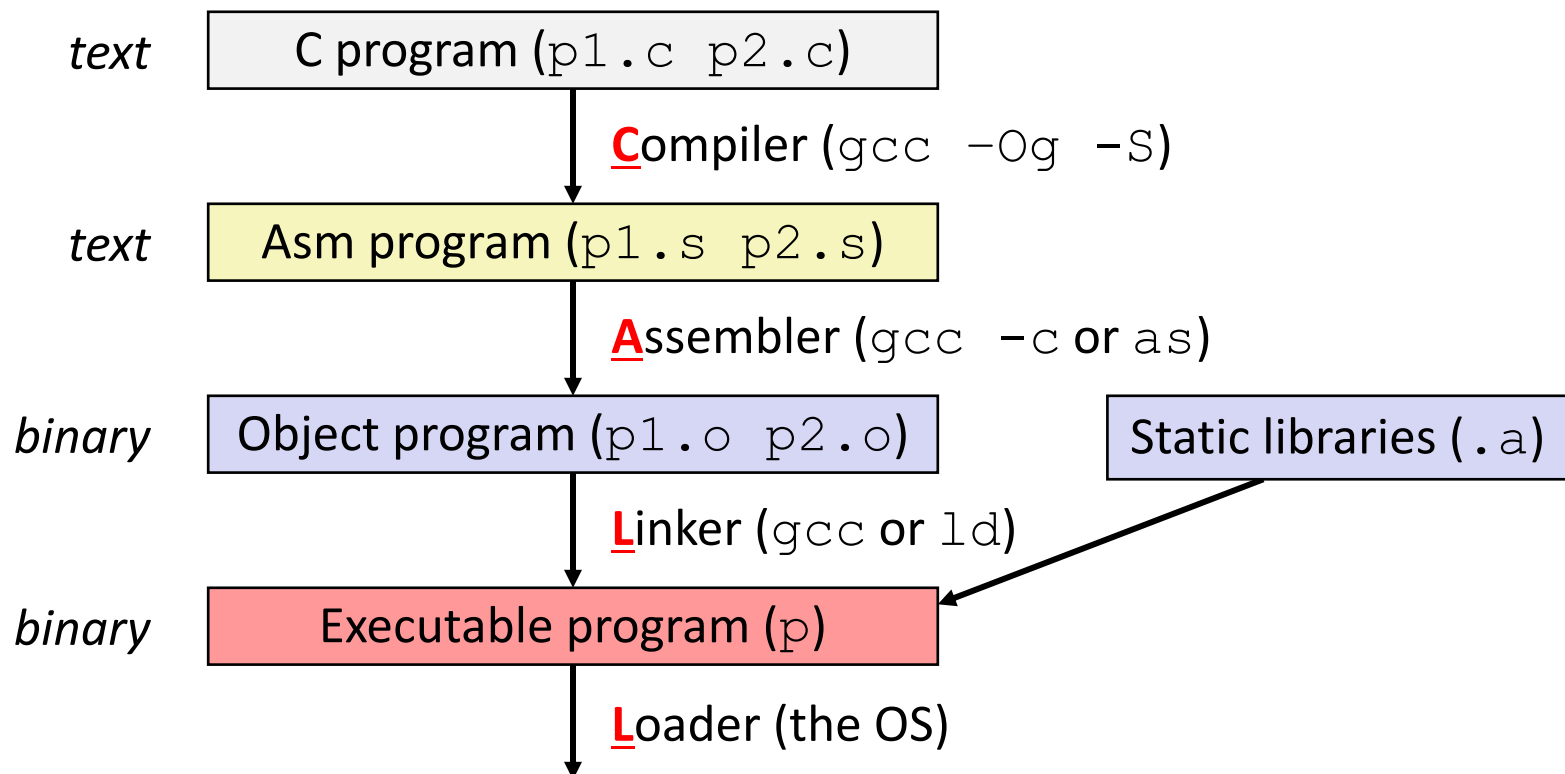 text
C program (p1.c p2.c)
Compiler (gcc –Og -S)
text
Asm program (p1.s p2.s)
Assembler (gcc -c or as)
binary
Object program (p1.o p2.o)
Static libraries (.a)
Linker (gcc or ld)
binary
Executable program (p)
Loader (the OS)